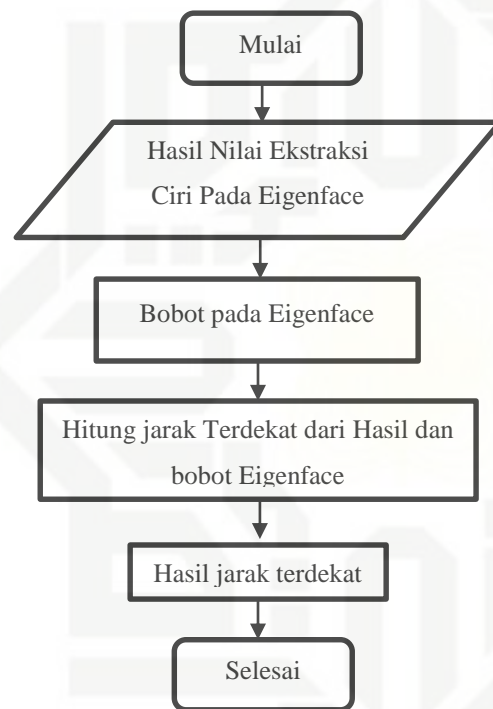 Mulai
Hasil Nilai Ekstraksi
Ciri Pada Eigenface
Bobot pada Eigenface
Hitung jarak Terdekat dari Hasil dan
bobot Eigenface
Hasil jarak terdekat
Selesai